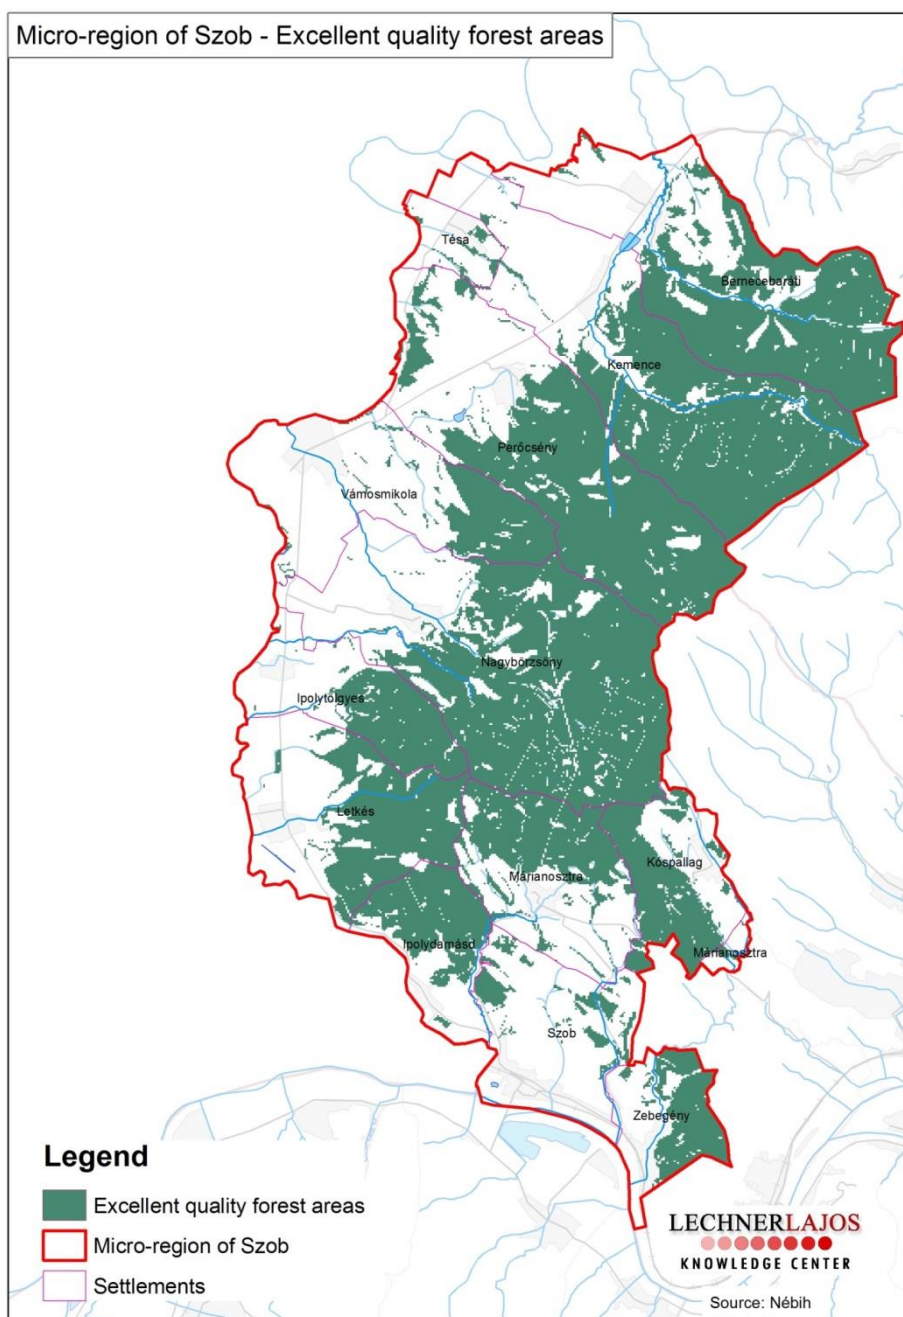 Micro-region of Szob - Excellent quality forest areas
Tésa
Bernecebaráti
Kemence
Perőcsény
Vámosmikola
Nagybörzsöny
Ipolytölgyes
Letkés
Kóspallag
Márianosztra
Ipolydamásd
Márianosztra
Szob
Zebegény
Legend
Excellent quality forest areas
Micro-region of Szob
Settlements
LECHNERLAJOS
KNOWLEDGE CENTER
Source: Nébih